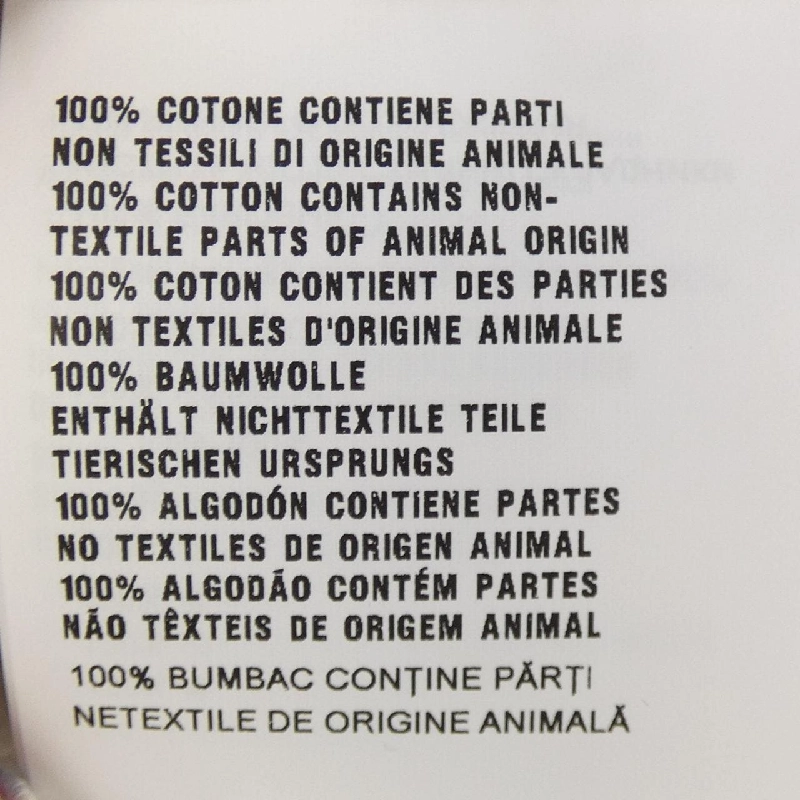 100% COTONE CONTIENE PARTI
NON TESSILI DI ORIGINE ANIMALE
100% COTTON CONTAINS NON-
TEXTILE PARTS OF ANIMAL ORIGIN
100% COTON CONTIENT DES PARTIES
NON TEXTILES D'ORIGINE ANIMALE
100% BAUMWOLLE
ENTHÄLT NICHTTEXTILE TEILE
TIERISCHEN URSPRUNGS
100% ALGODÓN CONTIENE PARTES
NO TEXTILES DE ORIGEN ANIMAL
100% ALGODÃO CONTÉM PARTES
NÃO TÊXTEIS DE ORIGEM ANIMAL
100% BUMBAC CONȚINE PĂRȚI
NETEXTILE DE ORIGINE ANIMALĂ